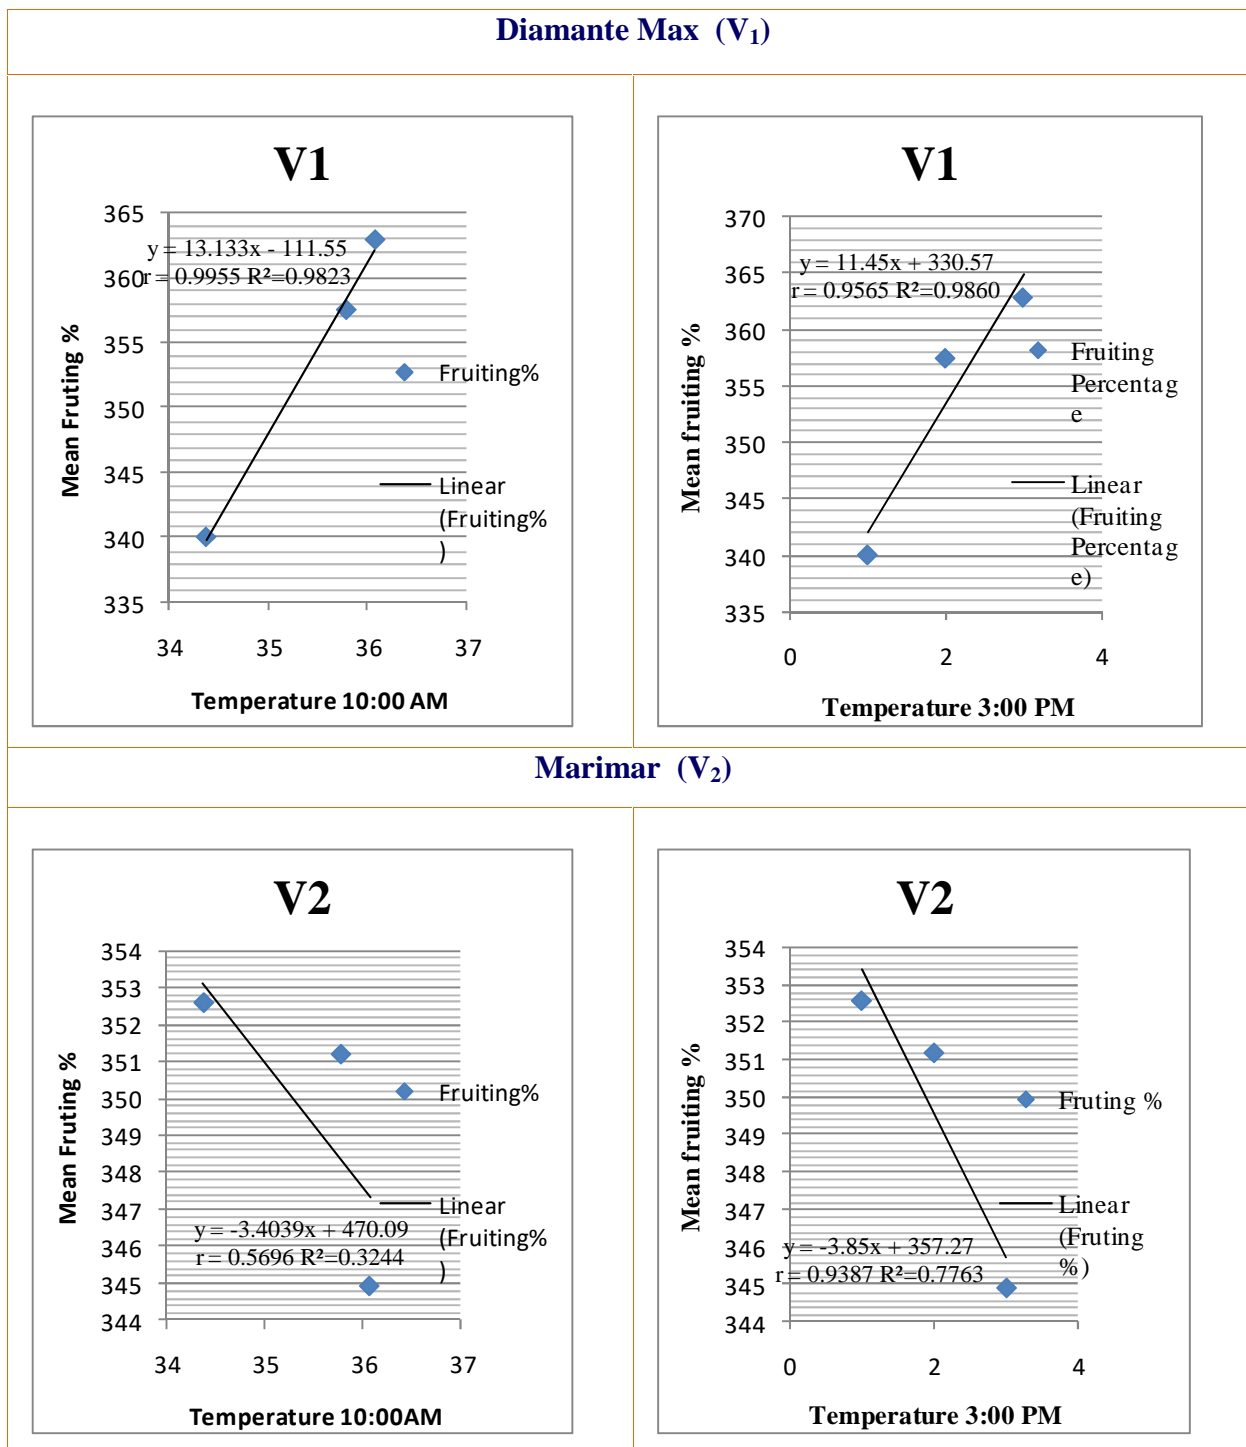 Diamante Max (V₁)
V1
365
360
355
350
345
340
335
y = 13.133x - 111.55
r = 0.9955 R²=0.9823
Mean Fruting %
Fruiting%
Linear
(Fruiting%
)
34 35 36 37
Temperature 10:00 AM
V1
370
365
360
355
350
345
340
335
y = 11.45x + 330.57
r = 0.9565 R²=0.9860
Mean fruiting %
Fruiting
Percentag
e
Linear
(Fruiting
Percentag
e)
0 2 4
Temperature 3:00 PM
Marimar (V₂)
V2
354
353
352
351
350
349
348
347
346
345
344
Mean Fruting %
Fruiting%
Linear
(Fruiting%
)
y = -3.4039x + 470.09
r = 0.5696 R²=0.3244
34 35 36 37
Temperature 10:00AM
V2
354
353
352
351
350
349
348
347
346
345
344
Mean fruiting %
Fruting %
Linear
(Fruting
%)
y = -3.85x + 357.27
r = 0.9387 R²=0.7763
0 2 4
Temperature 3:00 PM